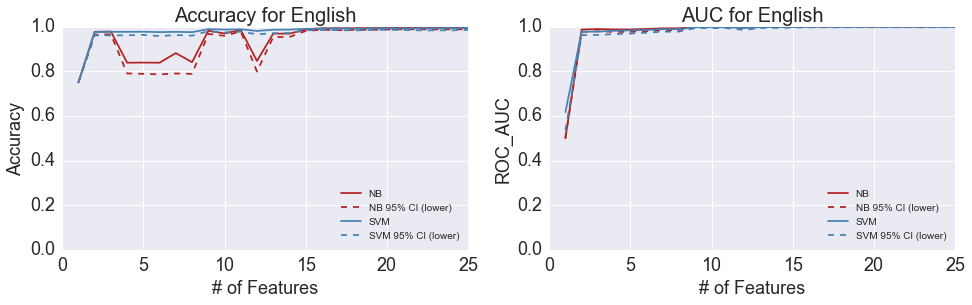 Accuracy for English
1.0
0.8
0.6
0.4
0.2
0.0
Accuracy
NB
NB 95% CI (lower)
SVM
SVM 95% CI (lower)
0 5 10 15 20 25
# of Features
AUC for English
1.0
0.8
0.6
0.4
0.2
0.0
ROC_AUC
NB
NB 95% CI (lower)
SVM
SVM 95% CI (lower)
0 5 10 15 20 25
# of Features